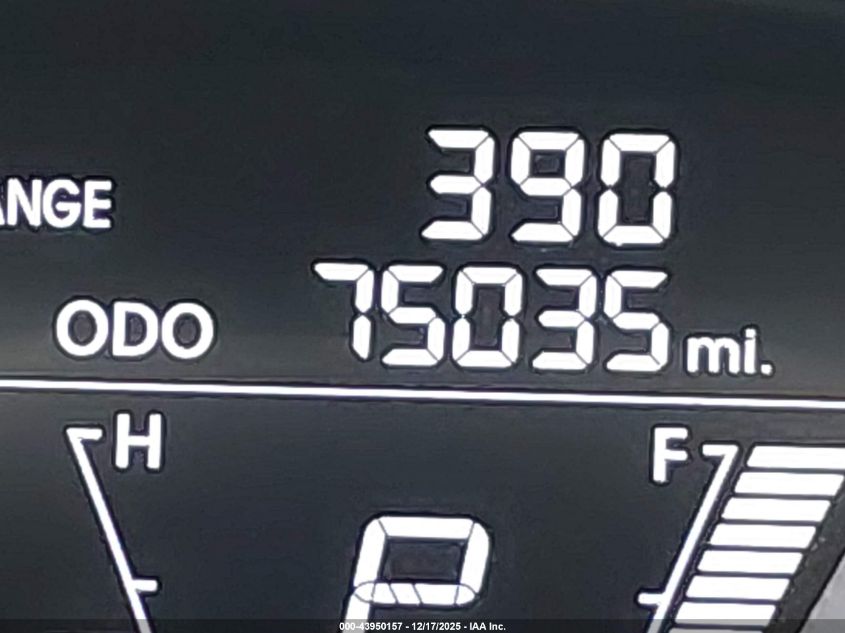 ANGE 390
ODO 75035 mi.
H F
P
000-43950157 - 12/17/2025 - IAA Inc.